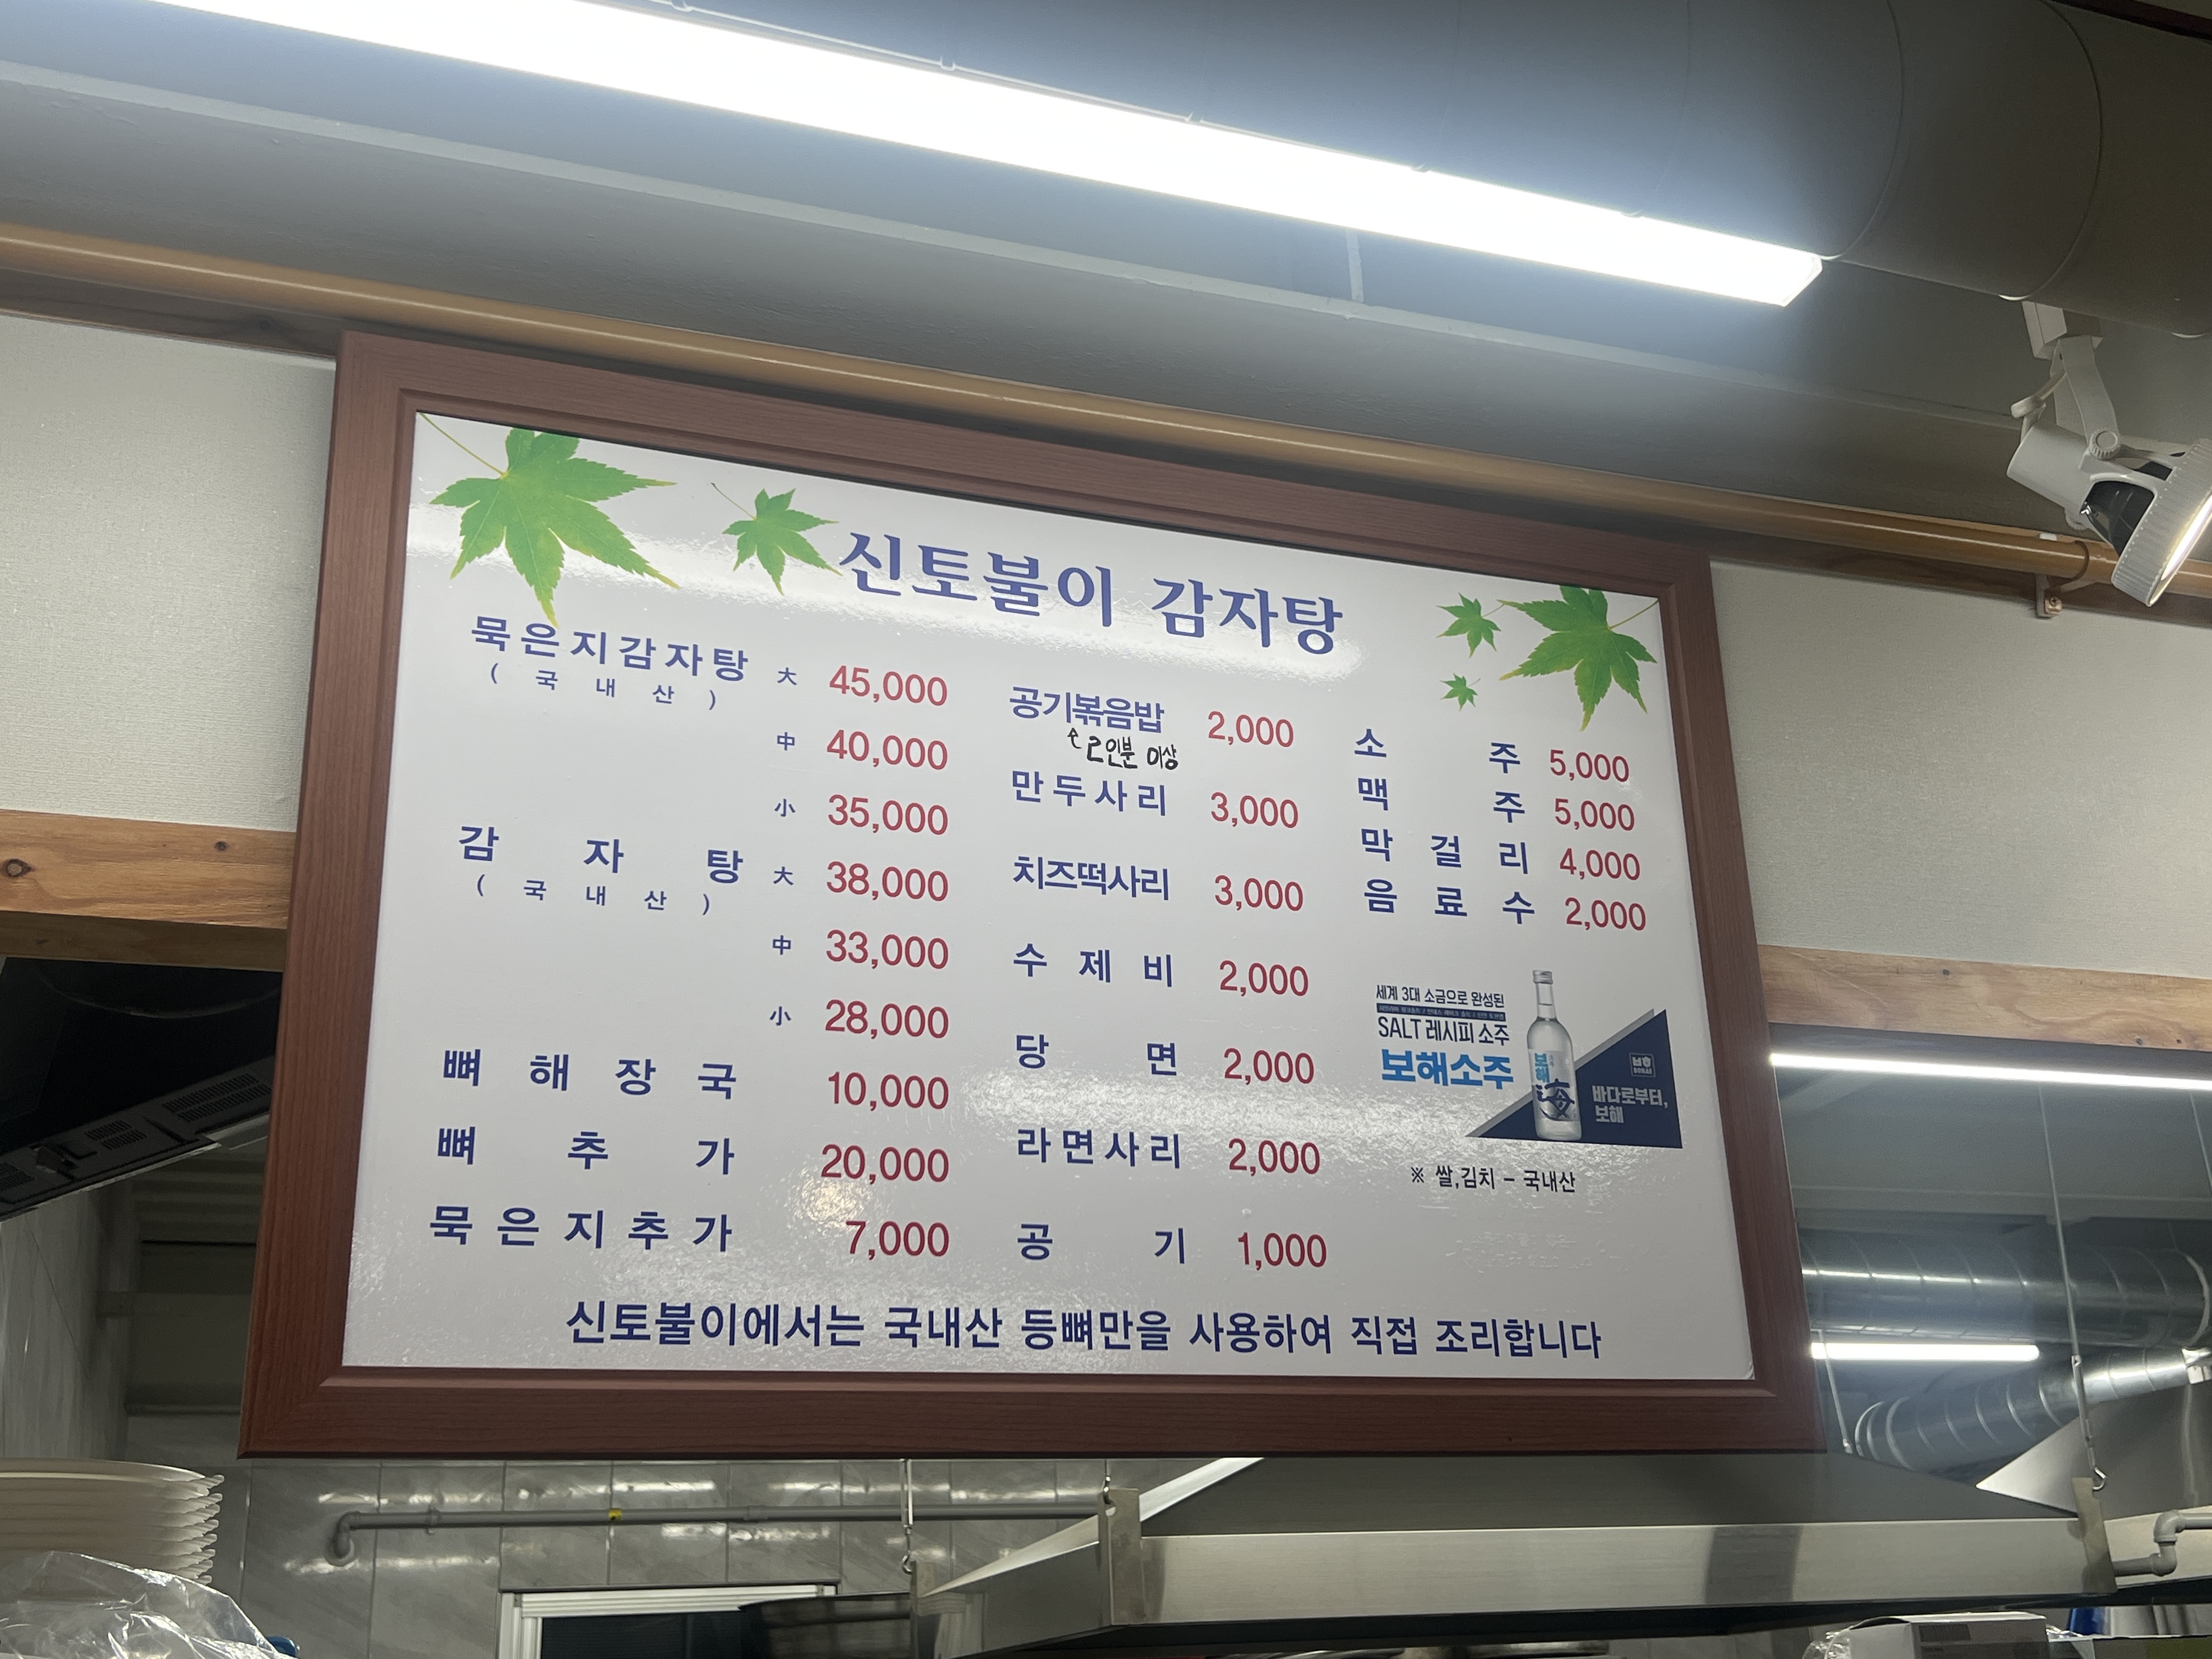 신토불이 감자탕
묵은지감자탕 大 45,000
( 국 내 산 )
中 40,000
小 35,000
감 자 탕 大 38,000
( 국 내 산 )
中 33,000
小 28,000
뼈 해 장 국 10,000
뼈 추 가 20,000
묵 은 지 추 가 7,000
공기볶음밥 2,000
2인분 이상
만두사리 3,000
치즈떡사리 3,000
수 제 비 2,000
당 면 2,000
라면사리 2,000
공 기 1,000
소 주 5,000
맥 주 5,000
막 걸 리 4,000
음 료 수 2,000
세계 3대 소금으로 완성된
SALT 레시피 소주
보해소주
보해
海
보해
BOHAE
바다로부터,
보해
※ 쌀,김치 - 국내산
신토불이에서는 국내산 등뼈만을 사용하여 직접 조리합니다